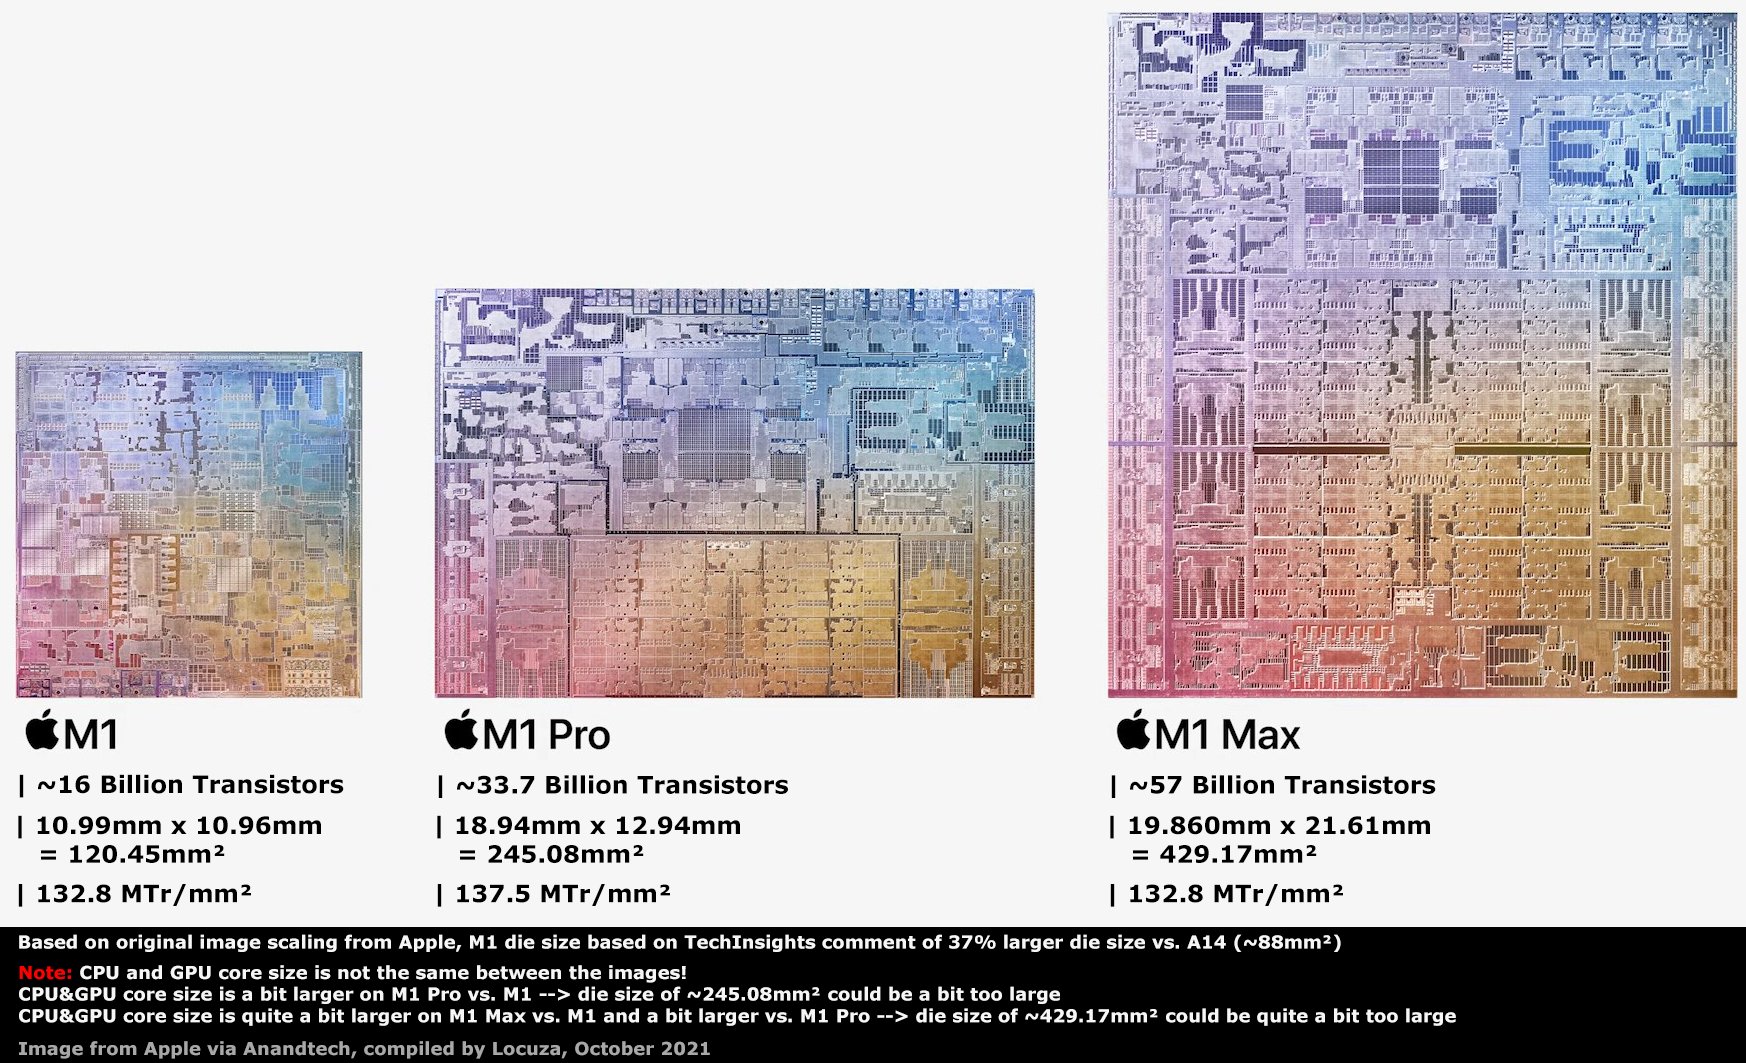 M1
| ~16 Billion Transistors
| 10.99mm x 10.96mm
= 120.45mm²
| 132.8 MTr/mm²
M1 Pro
| ~33.7 Billion Transistors
| 18.94mm x 12.94mm
= 245.08mm²
| 137.5 MTr/mm²
M1 Max
| ~57 Billion Transistors
| 19.860mm x 21.61mm
= 429.17mm²
| 132.8 MTr/mm²
Based on original image scaling from Apple, M1 die size based on TechInsights comment of 37% larger die size vs. A14 (~88mm²)
Note: CPU and GPU core size is not the same between the images!
CPU&GPU core size is a bit larger on M1 Pro vs. M1 --> die size of ~245.08mm² could be a bit too large
CPU&GPU core size is quite a bit larger on M1 Max vs. M1 and a bit larger vs. M1 Pro --> die size of ~429.17mm² could be quite a bit too large
Image from Apple via Anandtech, compiled by Locuza, October 2021